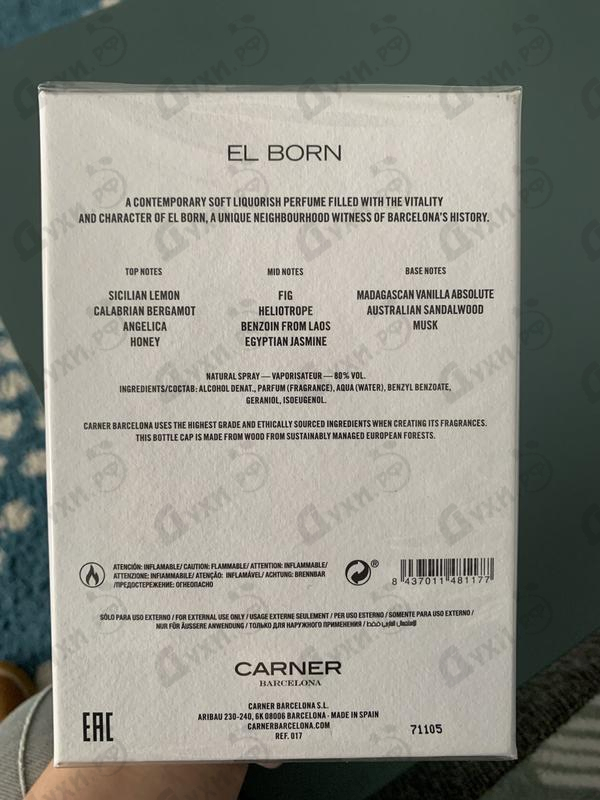 EL BORN
A CONTEMPORARY SOFT LIQUORISH PERFUME FILLED WITH THE VITALITY
AND CHARACTER OF EL BORN, A UNIQUE NEIGHBOURHOOD WITNESS OF BARCELONA'S HISTORY.
TOP NOTES
SICILIAN LEMON
CALABRIAN BERGAMOT
ANGELICA
HONEY
MID NOTES
FIG
HELIOTROPE
BENZOIN FROM LAOS
EGYPTIAN JASMINE
BASE NOTES
MADAGASCAN VANILLA ABSOLUTE
AUSTRALIAN SANDALWOOD
MUSK
NATURAL SPRAY — VAPORISATEUR — 80% VOL.
INGREDIENTS/СОСТАВ: ALCOHOL DENAT., PARFUM (FRAGRANCE), AQUA (WATER), BENZYL BENZOATE,
GERANIOL, ISOEUGENOL.
CARNER BARCELONA USES THE HIGHEST GRADE AND ETHICALLY SOURCED INGREDIENTS WHEN CREATING ITS FRAGRANCES.
THIS BOTTLE CAP IS MADE FROM WOOD FROM SUSTAINABLY MANAGED EUROPEAN FORESTS.
ATENCIÓN: INFLAMABLE/ CAUTION: FLAMMABLE/ ATTENTION: INFLAMMABLE/
ATTENZIONE: INFIAMMABILE/ ATENÇÃO: INFLAMÁVEL/ ACHTUNG: BRENNBAR
/ПРЕДОСТЕРЕЖЕНИЕ: ОГНЕОПАСНО
®
8 437011 481177
SÓLO PARA USO EXTERNO / FOR EXTERNAL USE ONLY / USAGE EXTERNE SEULEMENT / PER USO ESTERNO / SOMENTE PARA USO EXTERNO /
NUR FÜR ÄUSSERE ANWENDUNG / ТОЛЬКО ДЛЯ НАРУЖНОГО ПРИМЕНЕНИЯ /
CARNER
BARCELONA
CARNER BARCELONA S.L.
ARIBAU 230-240, 6K 08006 BARCELONA - MADE IN SPAIN
CARNERBARCELONA.COM
REF. 017
EAC
71105
Духи.рф